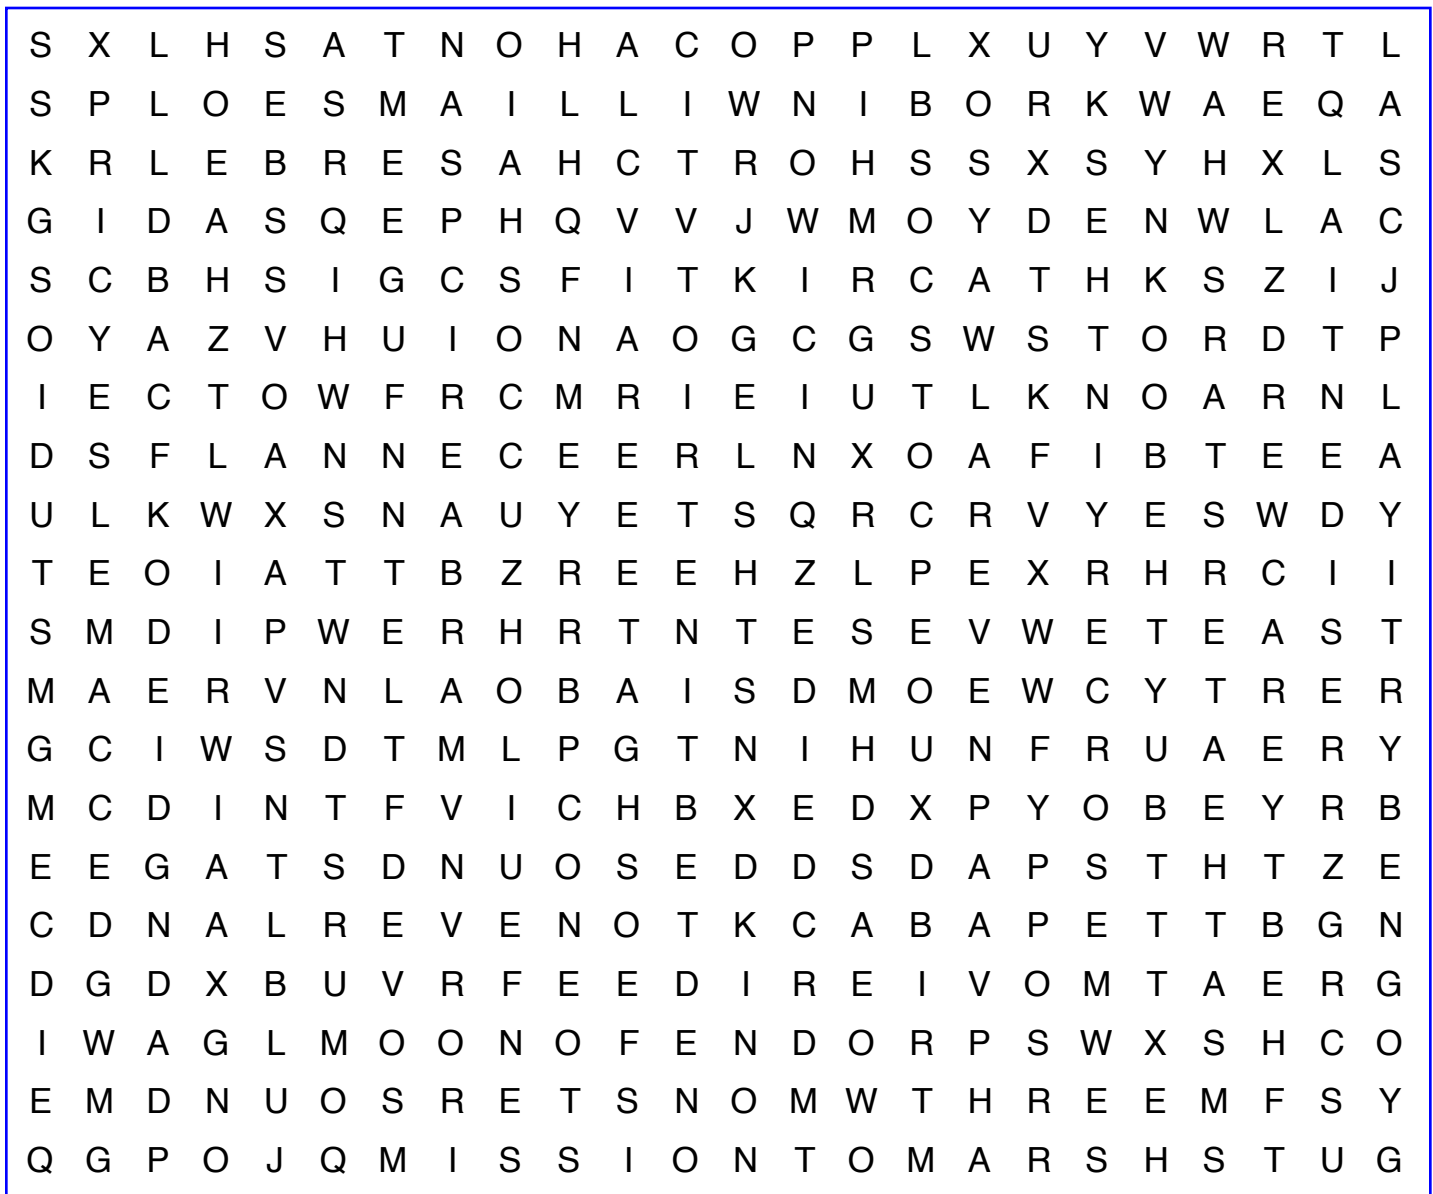 S X L H S A T N O H A C O P P L X U Y V W R T L
S P L O E S M A I L L I W N I B O R K W A E Q A
K R L E B R E S A H C T R O H S S X S Y H X L S
G I D A S Q E P H Q V V J W M O Y D E N W L A C
S C B H S I G C S F I T K I R C A T H K S Z I J
O Y A Z V H U I O N A O G C G S W S T O R D T P
I E C T O W F R C M R I E I U T L K N O A R N L
D S F L A N N E C E E R L N X O A F I B T E E A
U L K W X S N A U Y E T S Q R C R V Y E S W D Y
T E O I A T T B Z R E E H Z L P E X R H R C I I
S M D I P W E R H R T N T E S E V W E T E A S T
M A E R V N L A O B A I S D M O E W C Y T R E R
G C I W S D T M L P G T N I H U N F R U A E R Y
M C D I N T F V I C H B X E D X P Y O B E Y R B
E E G A T S D N U O S E D D S D A P S T H T Z E
C D N A L R E V E N O T K C A B A P E T T B G N
D G D X B U V R F E E D I R E I V O M T A E R G
I W A G L M O O N O F E N D O R P S W X S H C O
E M D N U O S R E T S N O M W T H R E E M F S Y
Q G P O J Q M I S S I O N T O M A R S H S T U G